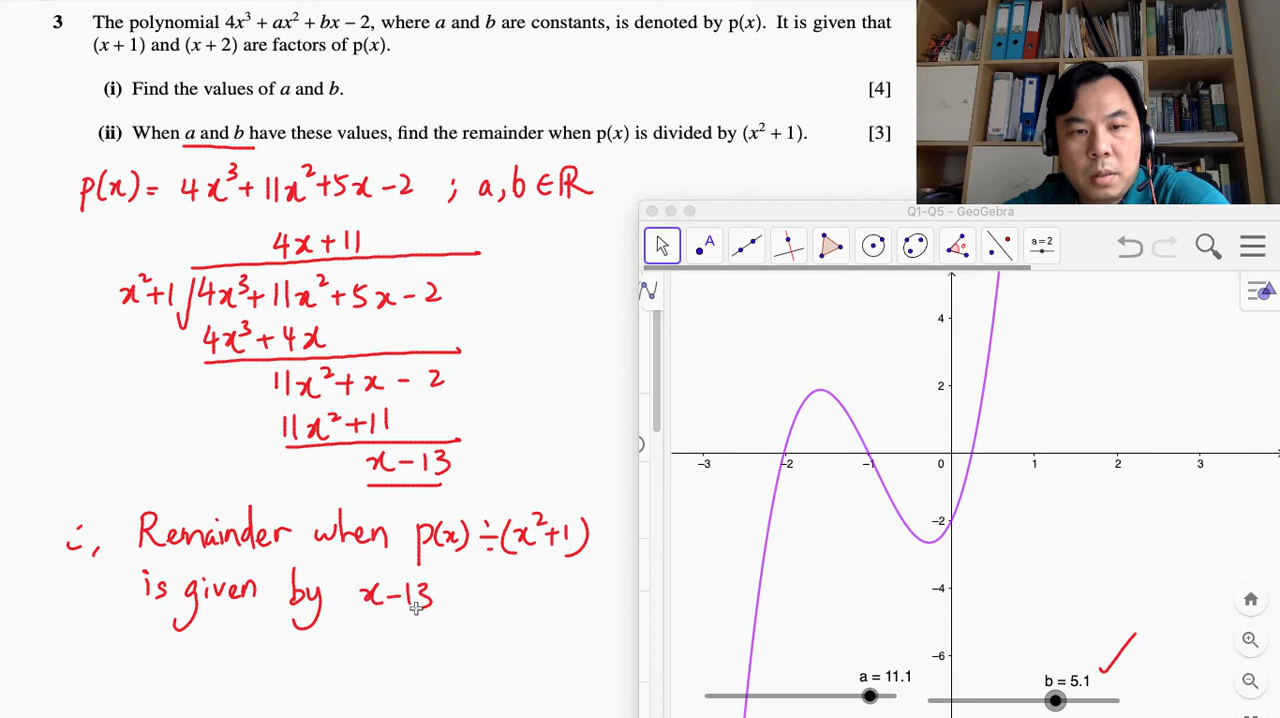 3 The polynomial 4x³ + ax² + bx − 2, where a and b are constants, is denoted by p(x). It is given that
(x + 1) and (x + 2) are factors of p(x).
(i) Find the values of a and b. [4]
(ii) When a and b have these values, find the remainder when p(x) is divided by (x² + 1). [3]
p(x) = 4x³ + 11x² + 5x − 2 ; a, b ∈ ℝ
4x + 11
x² + 1 √4x³ + 11x² + 5x − 2
4x³ + 4x
11x² + x − 2
11x² + 11
x − 13
∴ Remainder when p(x) ÷ (x² + 1)
is given by x − 13
Q1-Q5 - GeoGebra
A
a=2
4
2
−3 −2 −1 0 1 2 3
−2
−4
−6
a = 11.1
b = 5.1